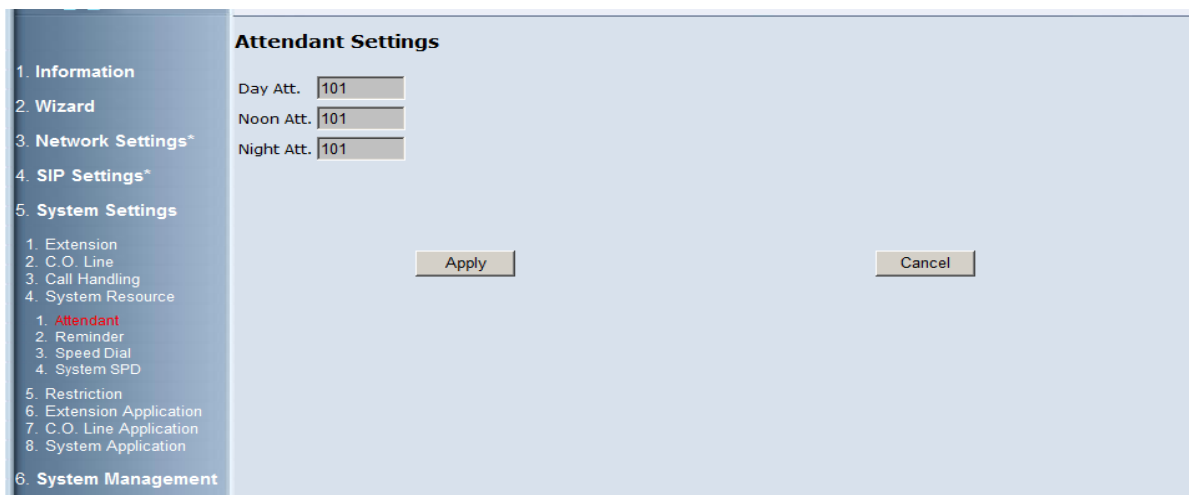 Attendant Settings
1. Information
2. Wizard
3. Network Settings*
4. SIP Settings*
5. System Settings
1. Extension
2. C.O. Line
3. Call Handling
4. System Resource
1. Attendant
2. Reminder
3. Speed Dial
4. System SPD
5. Restriction
6. Extension Application
7. C.O. Line Application
8. System Application
6. System Management
Day Att. 101
Noon Att. 101
Night Att. 101
Apply Cancel